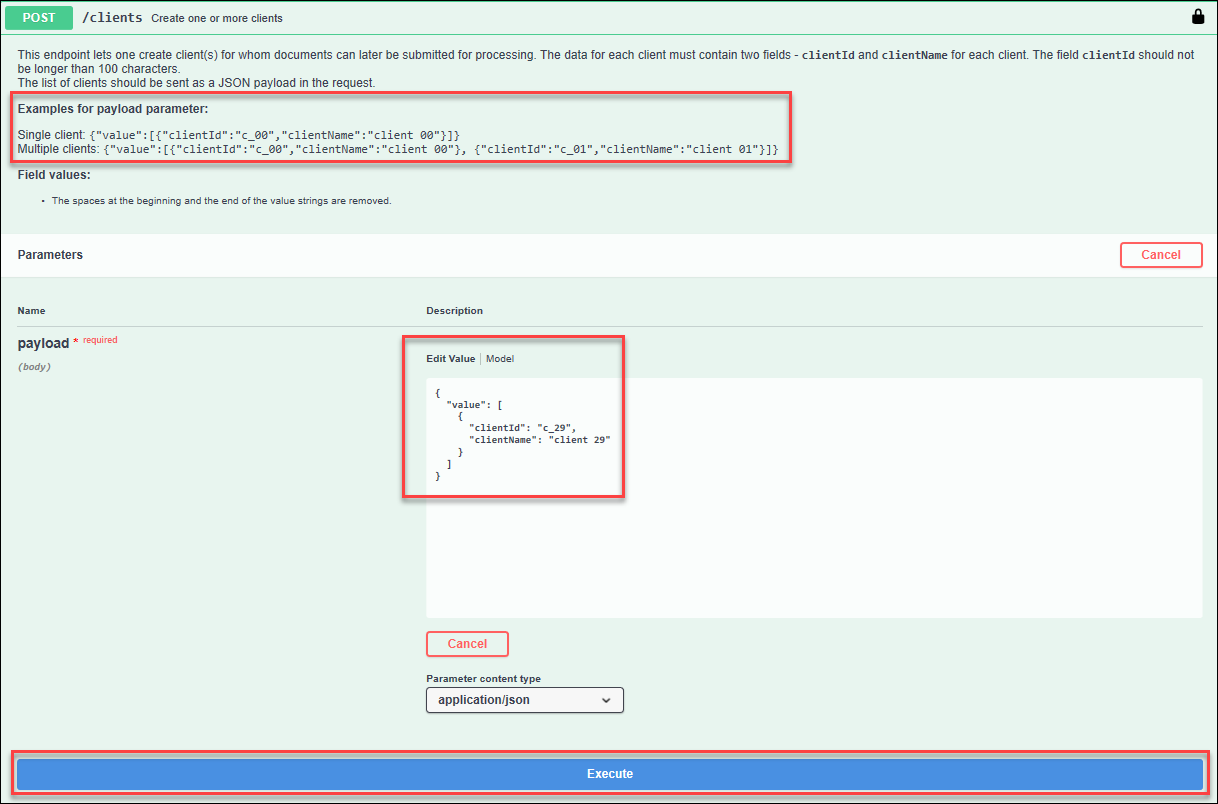 POST /clients Create one or more clients
This endpoint lets one create client(s) for whom documents can later be submitted for processing. The data for each client must contain two fields - clientId and clientName for each client. The field clientId should not
be longer than 100 characters.
The list of clients should be sent as a JSON payload in the request.
Examples for payload parameter:
Single client: {"value":[{"clientId":"c_00","clientName":"client 00"}]}
Multiple clients: {"value":[{"clientId":"c_00","clientName":"client 00"}, {"clientId":"c_01","clientName":"client 01"}]}
Field values:
• The spaces at the beginning and the end of the value strings are removed.
Parameters
Cancel
Name
Description
payload * required
(body)
Edit Value | Model
{
"value": [
{
"clientId": "c_29",
"clientName": "client 29"
}
]
}
Cancel
Parameter content type
application/json
Execute